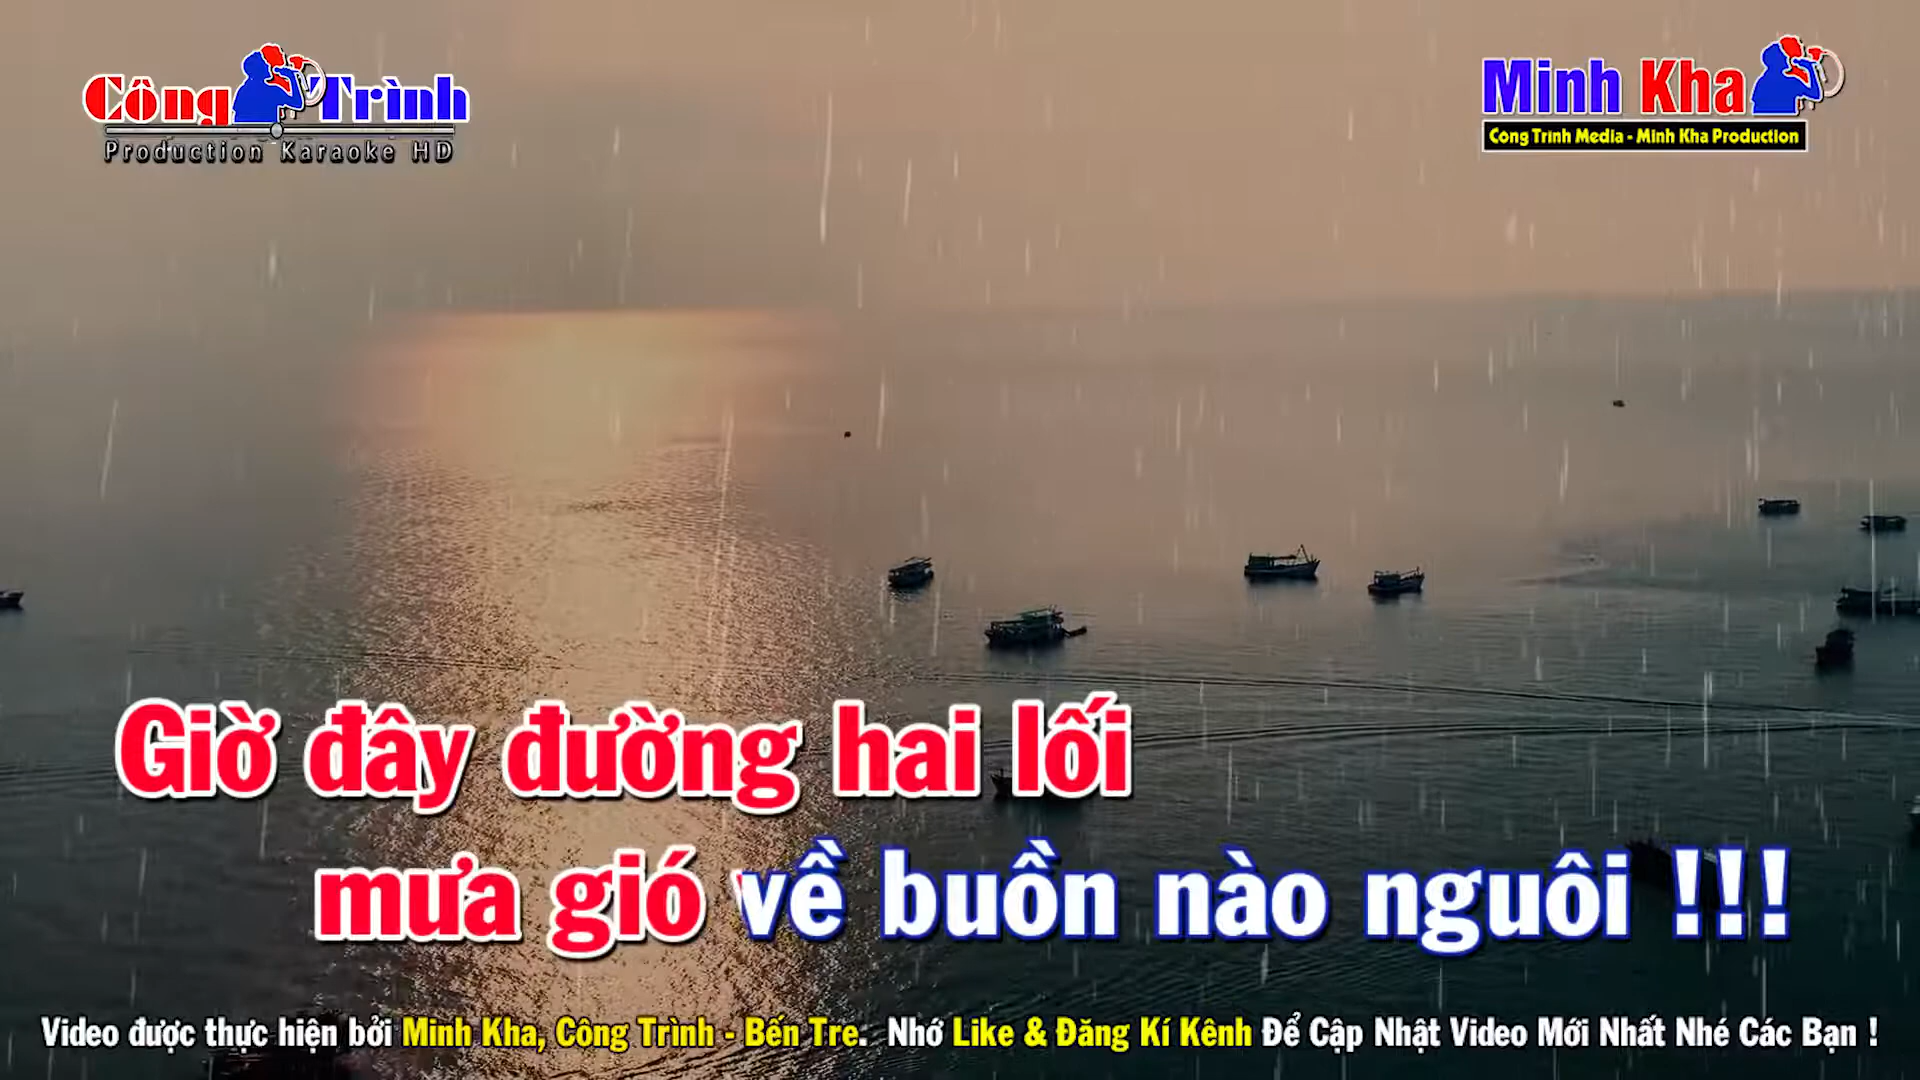 Công Trình
Production Karaoke HD
Minh Kha
Công Trình Media - Minh Kha Production
Giờ đây đường hai lối
mưa gió về buồn nào nguôi !!!
Video được thực hiện bởi Minh Kha, Công Trình - Bến Tre. Nhớ Like & Đăng Kí Kênh Để Cập Nhật Video Mới Nhất Nhé Các Bạn !